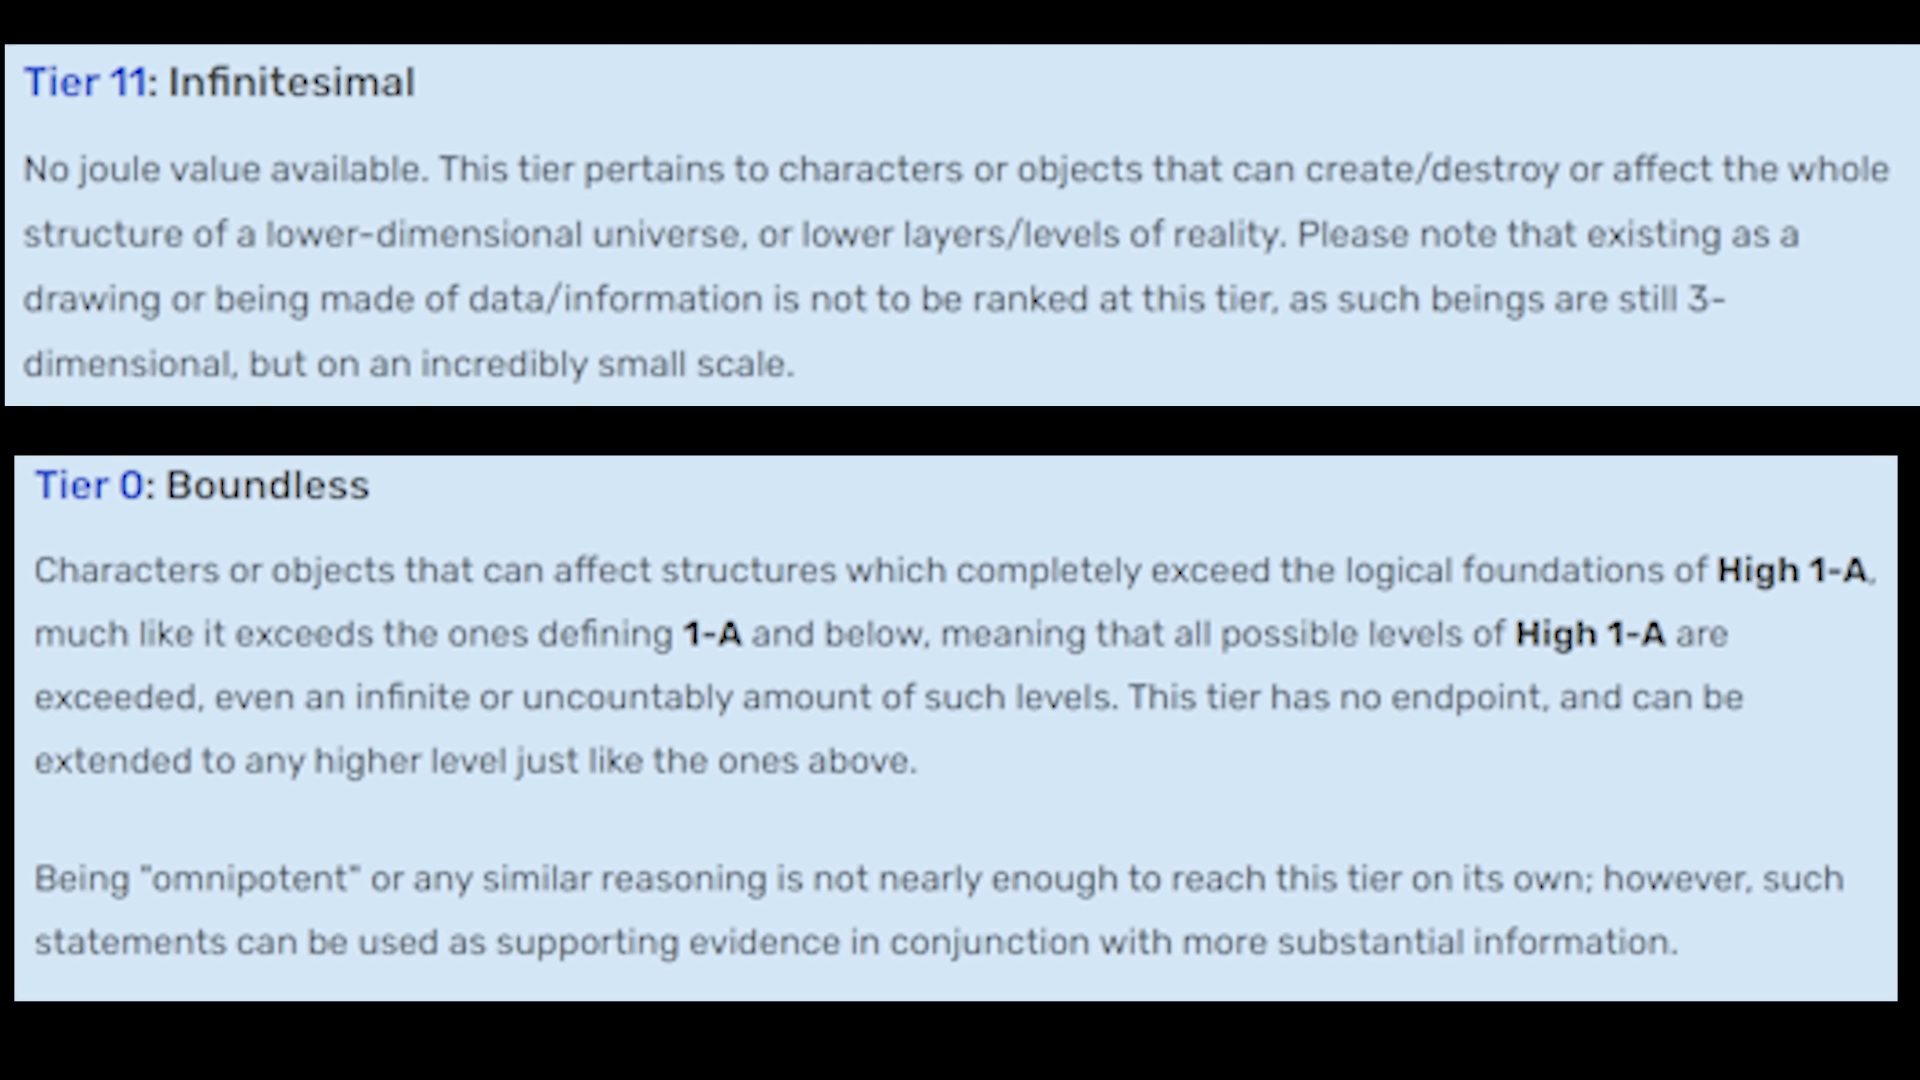 Tier 11: Infinitesimal
No joule value available. This tier pertains to characters or objects that can create/destroy or affect the whole
structure of a lower-dimensional universe, or lower layers/levels of reality. Please note that existing as a
drawing or being made of data/information is not to be ranked at this tier, as such beings are still 3-
dimensional, but on an incredibly small scale.
Tier 0: Boundless
Characters or objects that can affect structures which completely exceed the logical foundations of High 1-A,
much like it exceeds the ones defining 1-A and below, meaning that all possible levels of High 1-A are
exceeded, even an infinite or uncountably amount of such levels. This tier has no endpoint, and can be
extended to any higher level just like the ones above.
Being "omnipotent" or any similar reasoning is not nearly enough to reach this tier on its own; however, such
statements can be used as supporting evidence in conjunction with more substantial information.